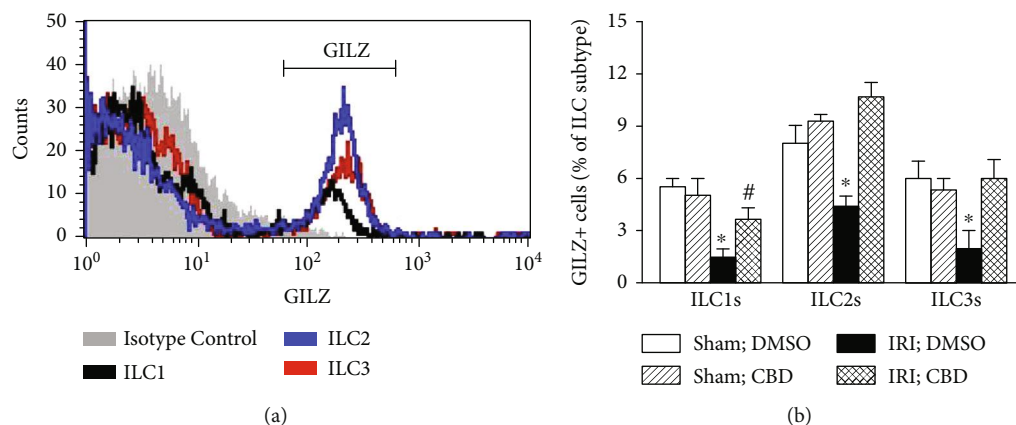 GILZ
Counts
50
40
30
20
10
0
10⁰
10¹
10²
10³
10⁴
GILZ
Isotype Control
ILC1
ILC2
ILC3
(a)
GILZ+ cells (% of ILC subtype)
15
12
9
6
3
0
*
#
*
*
ILC1s
ILC2s
ILC3s
Sham; DMSO
Sham; CBD
IRI; DMSO
IRI; CBD
(b)